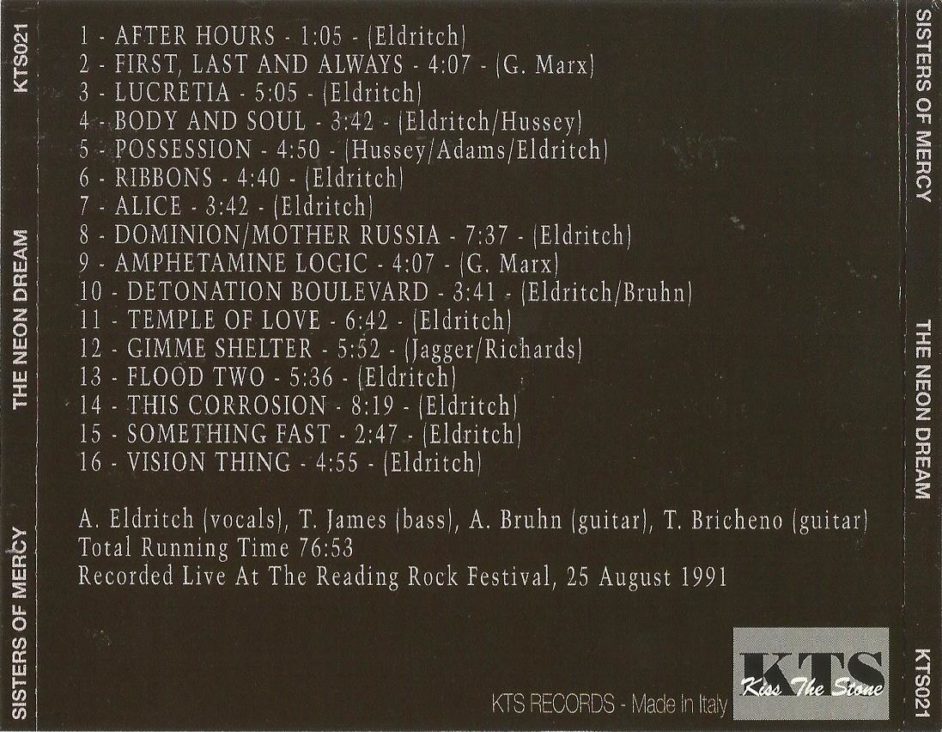 KTS021
THE NEON DREAM
SISTERS OF MERCY
1 - AFTER HOURS - 1:05 - (Eldritch)
2 - FIRST, LAST AND ALWAYS - 4:07 - (G. Marx)
3 - LUCRETIA - 5:05 - (Eldritch)
4 - BODY AND SOUL - 3:42 - (Eldritch/Hussey)
5 - POSSESSION - 4:50 - (Hussey/Adams/Eldritch)
6 - RIBBONS - 4:40 - (Eldritch)
7 - ALICE - 3:42 - (Eldritch)
8 - DOMINION/MOTHER RUSSIA - 7:37 - (Eldritch)
9 - AMPHETAMINE LOGIC - 4:07 - (G. Marx)
10 - DETONATION BOULEVARD - 3:41 - (Eldritch/Bruhn)
11 - TEMPLE OF LOVE - 6:42 - (Eldritch)
12 - GIMME SHELTER - 5:52 - (Jagger/Richards)
13 - FLOOD TWO - 5:36 - (Eldritch)
14 - THIS CORROSION - 8:19 - (Eldritch)
15 - SOMETHING FAST - 2:47 - (Eldritch)
16 - VISION THING - 4:55 - (Eldritch)
A. Eldritch (vocals), T. James (bass), A. Bruhn (guitar), T. Bricheno (guitar)
Total Running Time 76:53
Recorded Live At The Reading Rock Festival, 25 August 1991
KTS RECORDS - Made In Italy
KTS
Kiss The Stone
SISTERS OF MERCY
THE NEON DREAM
KTS021